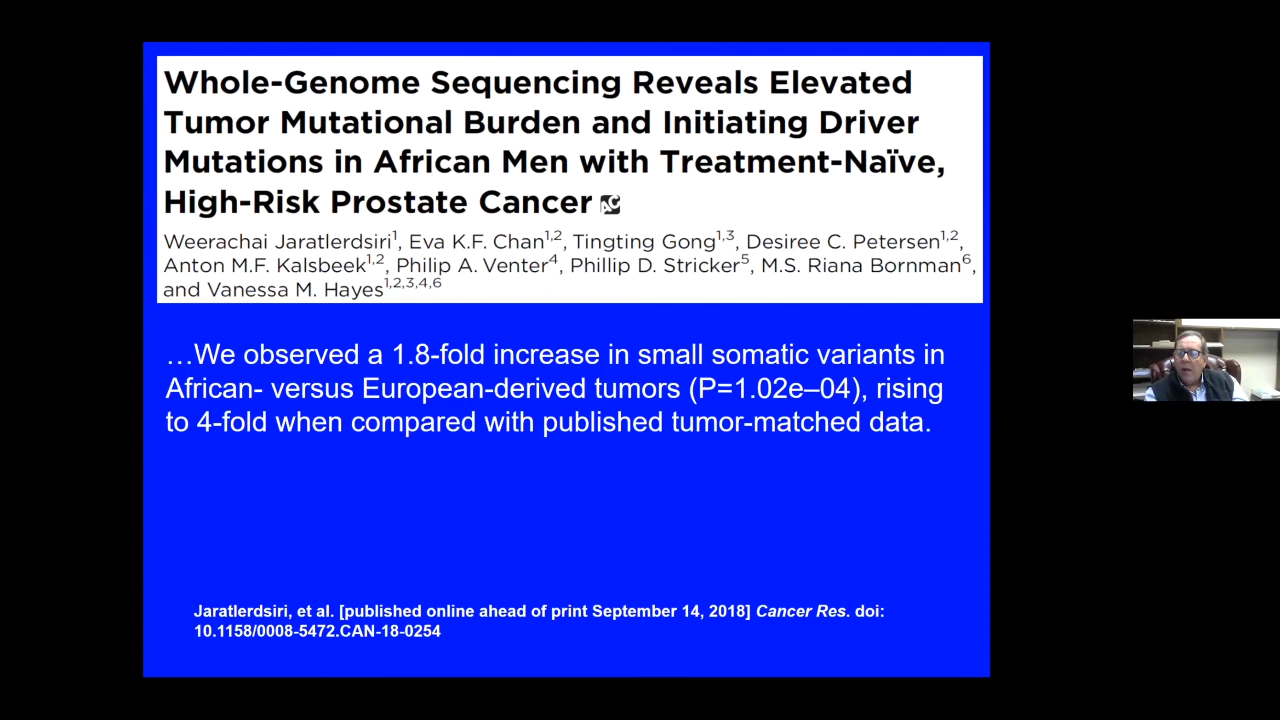 Whole-Genome Sequencing Reveals Elevated
Tumor Mutational Burden and Initiating Driver
Mutations in African Men with Treatment-Naïve,
High-Risk Prostate Cancer AC
Weerachai Jaratlerdsiri1, Eva K.F. Chan1,2, Tingting Gong1,3, Desiree C. Petersen1,2,
Anton M.F. Kalsbeek1,2, Philip A. Venter4, Phillip D. Stricker5, M.S. Riana Bornman6,
and Vanessa M. Hayes1,2,3,4,6
…We observed a 1.8-fold increase in small somatic variants in
African- versus European-derived tumors (P=1.02e–04), rising
to 4-fold when compared with published tumor-matched data.
Jaratlerdsiri, et al. [published online ahead of print September 14, 2018] Cancer Res. doi:
10.1158/0008-5472.CAN-18-0254